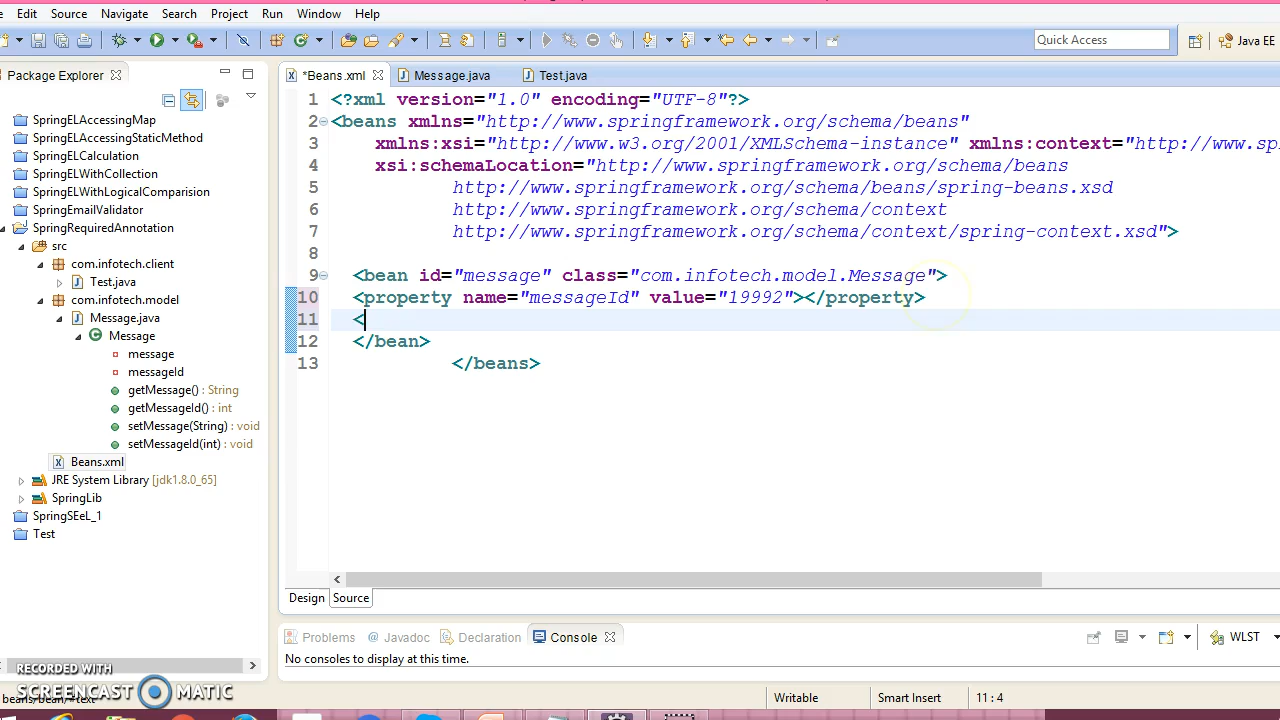 Edit Source Navigate Search Project Run Window Help
Quick Access
Java EE
Package Explorer
*Beans.xml
Message.java
Test.java
SpringELAccessingMap
SpringELAccessingStaticMethod
SpringELCalculation
SpringELWithCollection
SpringELWithLogicalComparision
SpringEmailValidator
SpringRequiredAnnotation
src
com.infotech.client
Test.java
com.infotech.model
Message.java
Message
message
messageId
getMessage() : String
getMessageId() : int
setMessage(String) : void
setMessageId(int) : void
Beans.xml
JRE System Library [jdk1.8.0_65]
SpringLib
SpringSEeL_1
Test
1 <?xml version="1.0" encoding="UTF-8"?>
2 <beans xmlns="http://www.springframework.org/schema/beans"
3 xmlns:xsi="http://www.w3.org/2001/XMLSchema-instance" xmlns:context="http://www.sp
4 xsi:schemaLocation="http://www.springframework.org/schema/beans
5 http://www.springframework.org/schema/beans/spring-beans.xsd
6 http://www.springframework.org/schema/context
7 http://www.springframework.org/schema/context/spring-context.xsd">
8
9 <bean id="message" class="com.infotech.model.Message">
10 <property name="messageId" value="19992"></property>
11 <
12 </bean>
13 </beans>
Design Source
Problems Javadoc Declaration Console
WLST
No consoles to display at this time.
RECORDED WITH
SCREENCAST MATIC
beans/bean/#text
Writable
Smart Insert
11 : 4